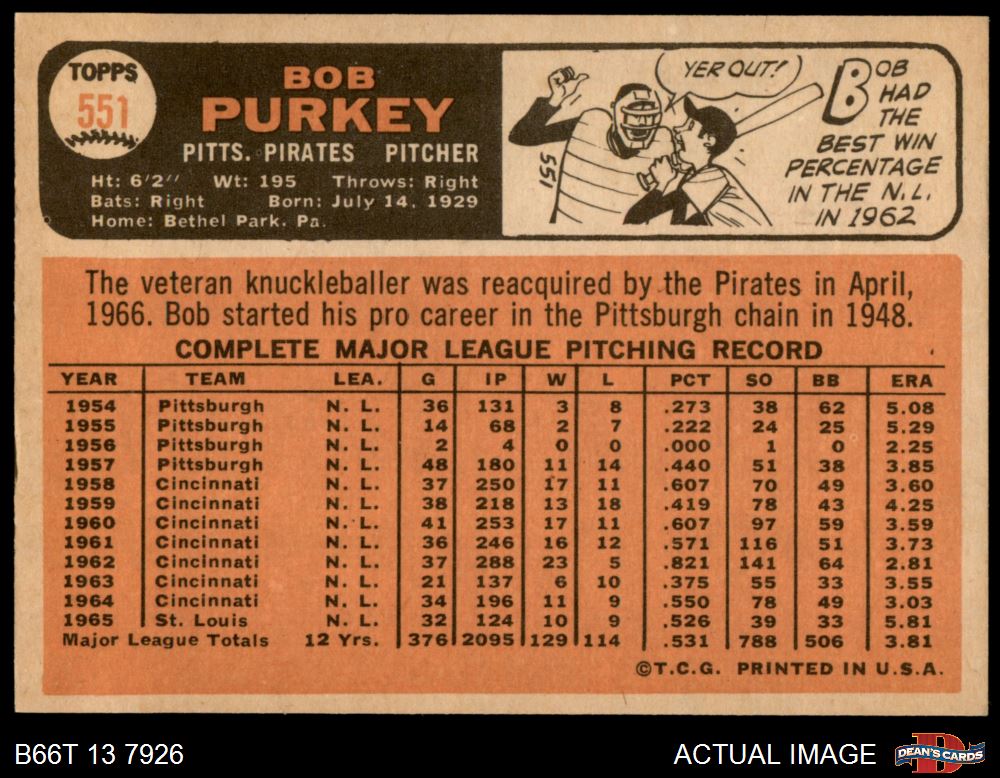 TOPPS
551
BOB
PURKEY
PITTS. PIRATES PITCHER
Ht: 6'2" Wt: 195 Throws: Right
Bats: Right Born: July 14, 1929
Home: Bethel Park, Pa.
YER OUT!
551
BOB
HAD
THE
BEST WIN
PERCENTAGE
IN THE N.L.
IN 1962
The veteran knuckleballer was reacquired by the Pirates in April,
1966. Bob started his pro career in the Pittsburgh chain in 1948.
COMPLETE MAJOR LEAGUE PITCHING RECORD
YEAR TEAM LEA. G IP W L PCT SO BB ERA
1954 Pittsburgh N. L. 36 131 3 8 .273 38 62 5.08
1955 Pittsburgh N. L. 14 68 2 7 .222 24 25 5.29
1956 Pittsburgh N. L. 2 4 0 0 .000 1 0 2.25
1957 Pittsburgh N. L. 48 180 11 14 .440 51 38 3.85
1958 Cincinnati N. L. 37 250 17 11 .607 70 49 3.60
1959 Cincinnati N. L. 38 218 13 18 .419 78 43 4.25
1960 Cincinnati N. L. 41 253 17 11 .607 97 59 3.59
1961 Cincinnati N. L. 36 246 16 12 .571 116 51 3.73
1962 Cincinnati N. L. 37 288 23 5 .821 141 64 2.81
1963 Cincinnati N. L. 21 137 6 10 .375 55 33 3.55
1964 Cincinnati N. L. 34 196 11 9 .550 78 49 3.03
1965 St. Louis N. L. 32 124 10 9 .526 39 33 5.81
Major League Totals 12 Yrs. 376 2095 129 114 .531 788 506 3.81
©T.C.G. PRINTED IN U.S.A.
B66T 13 7926
ACTUAL IMAGE
DEAN'S CARDS